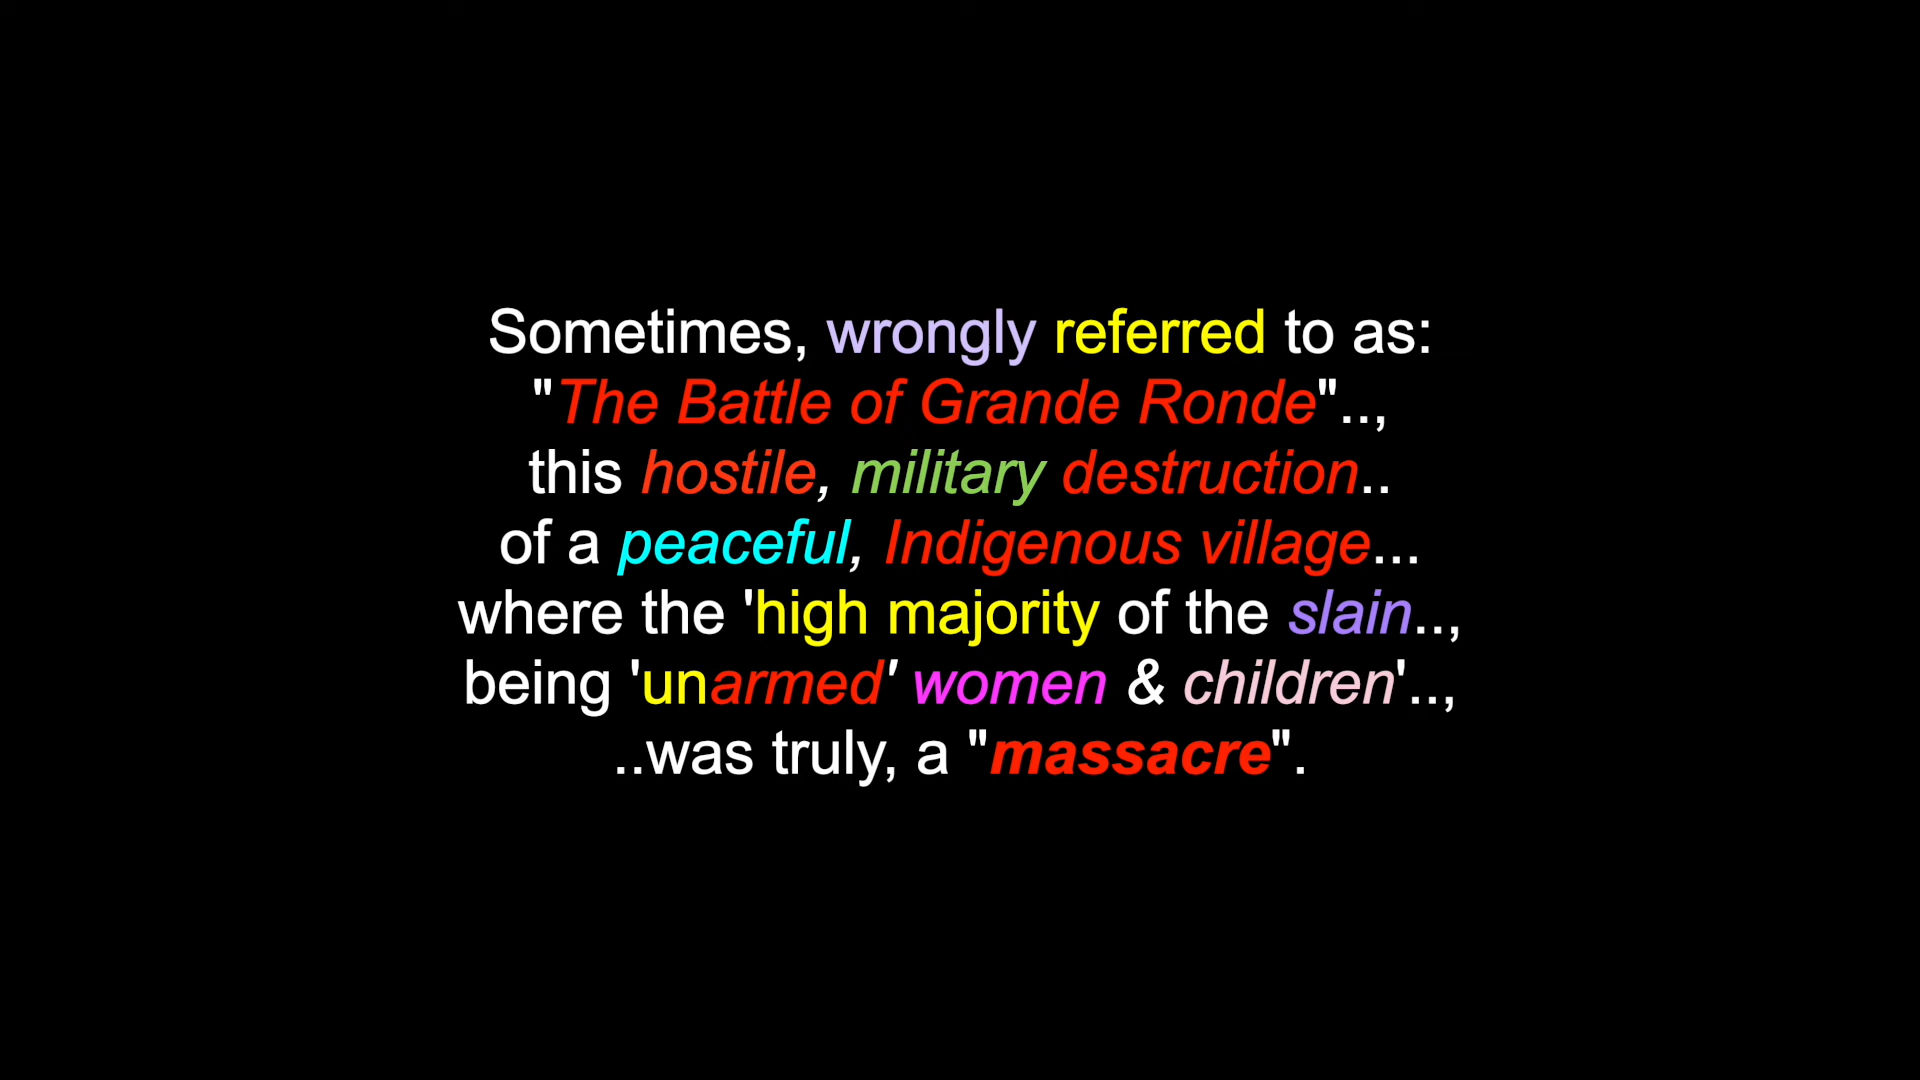 Sometimes, wrongly referred to as:
"The Battle of Grande Ronde"..,
this hostile, military destruction..
of a peaceful, Indigenous village...
where the 'high majority of the slain..,
being 'unarmed' women & children'..,
..was truly, a "massacre".